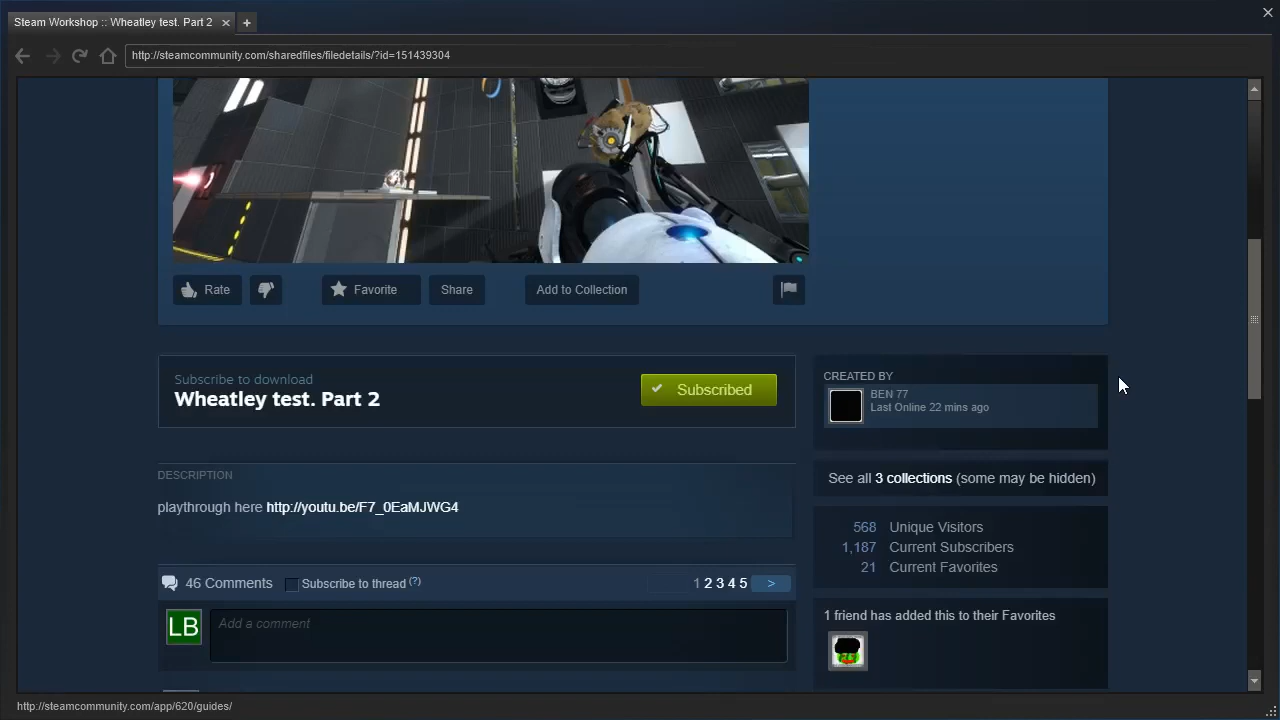 Steam Workshop :: Wheatley test. Part 2
http://steamcommunity.com/sharedfiles/filedetails/?id=151439304
Rate
Favorite
Share
Add to Collection
Subscribe to download
Wheatley test. Part 2
Subscribed
CREATED BY
BEN 77
Last Online 22 mins ago
DESCRIPTION
playthrough here http://youtu.be/F7_0EaMJWG4
See all 3 collections (some may be hidden)
568 Unique Visitors
1,187 Current Subscribers
21 Current Favorites
46 Comments
Subscribe to thread (?)
1 2 3 4 5 >
LB
Add a comment
1 friend has added this to their Favorites
http://steamcommunity.com/app/620/guides/